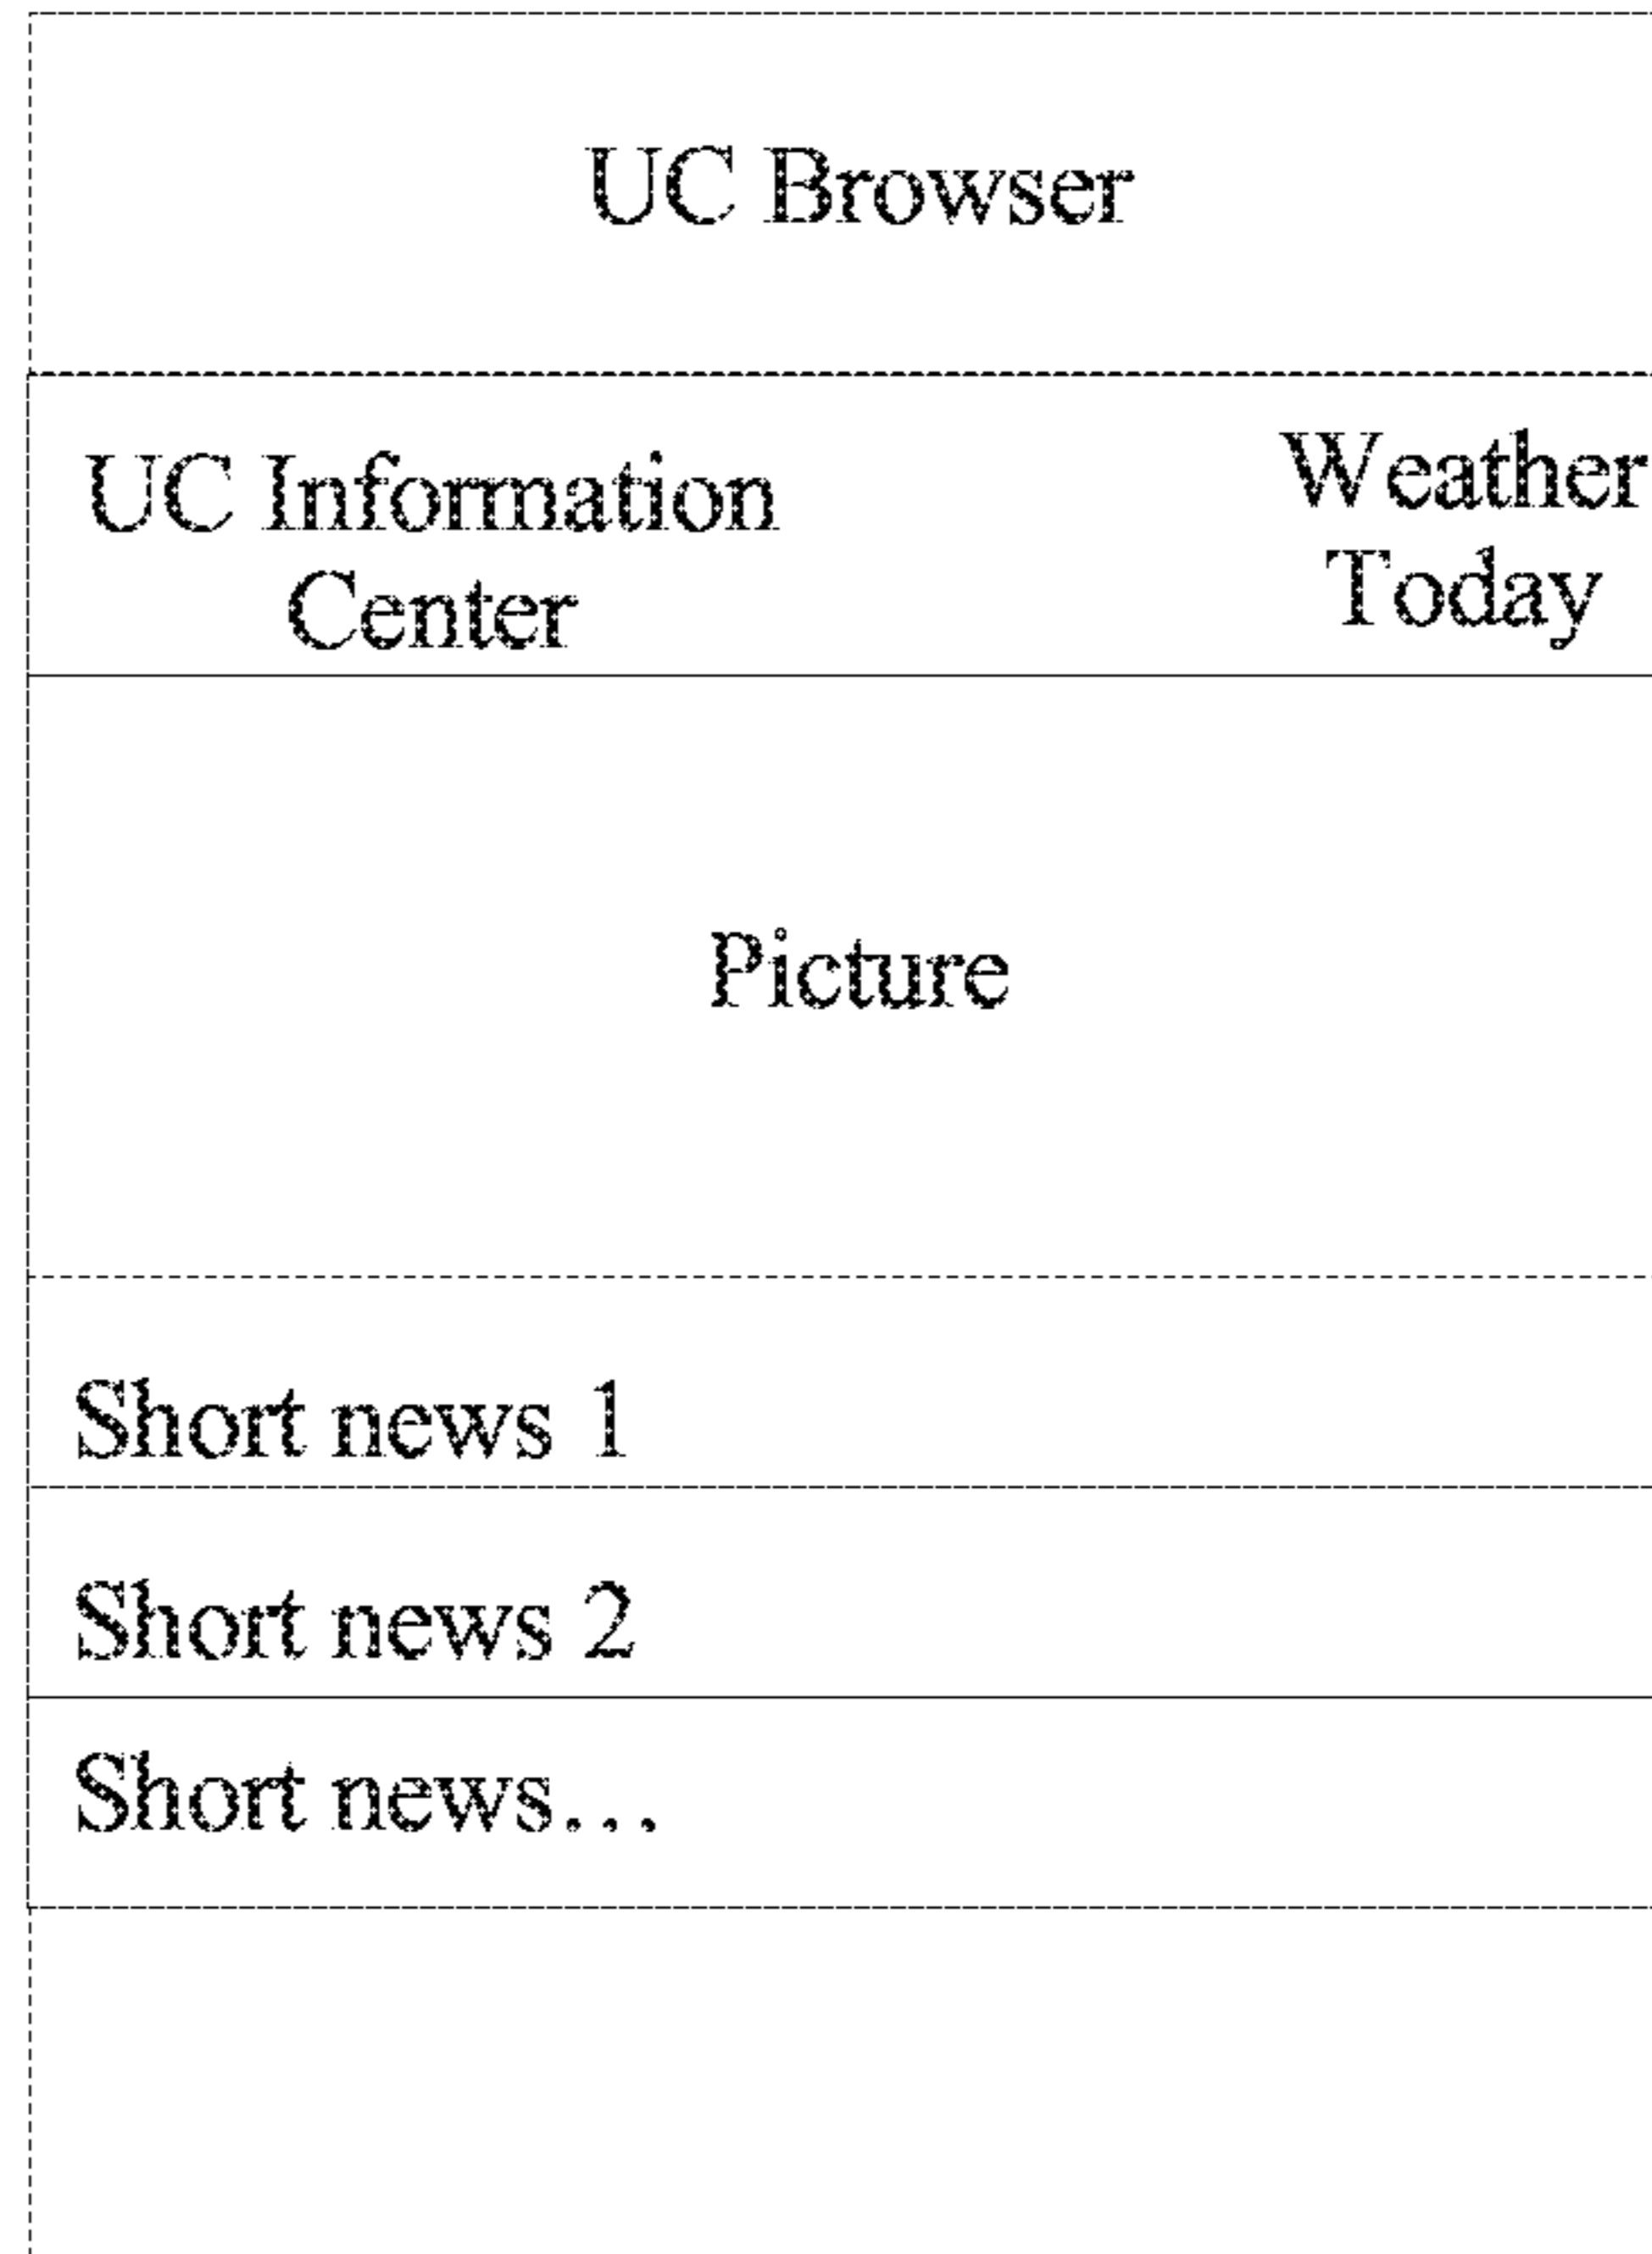 UC Browser
UC Information
Center
Weather
Today
Picture
Short news 1
Short news 2
Short news…